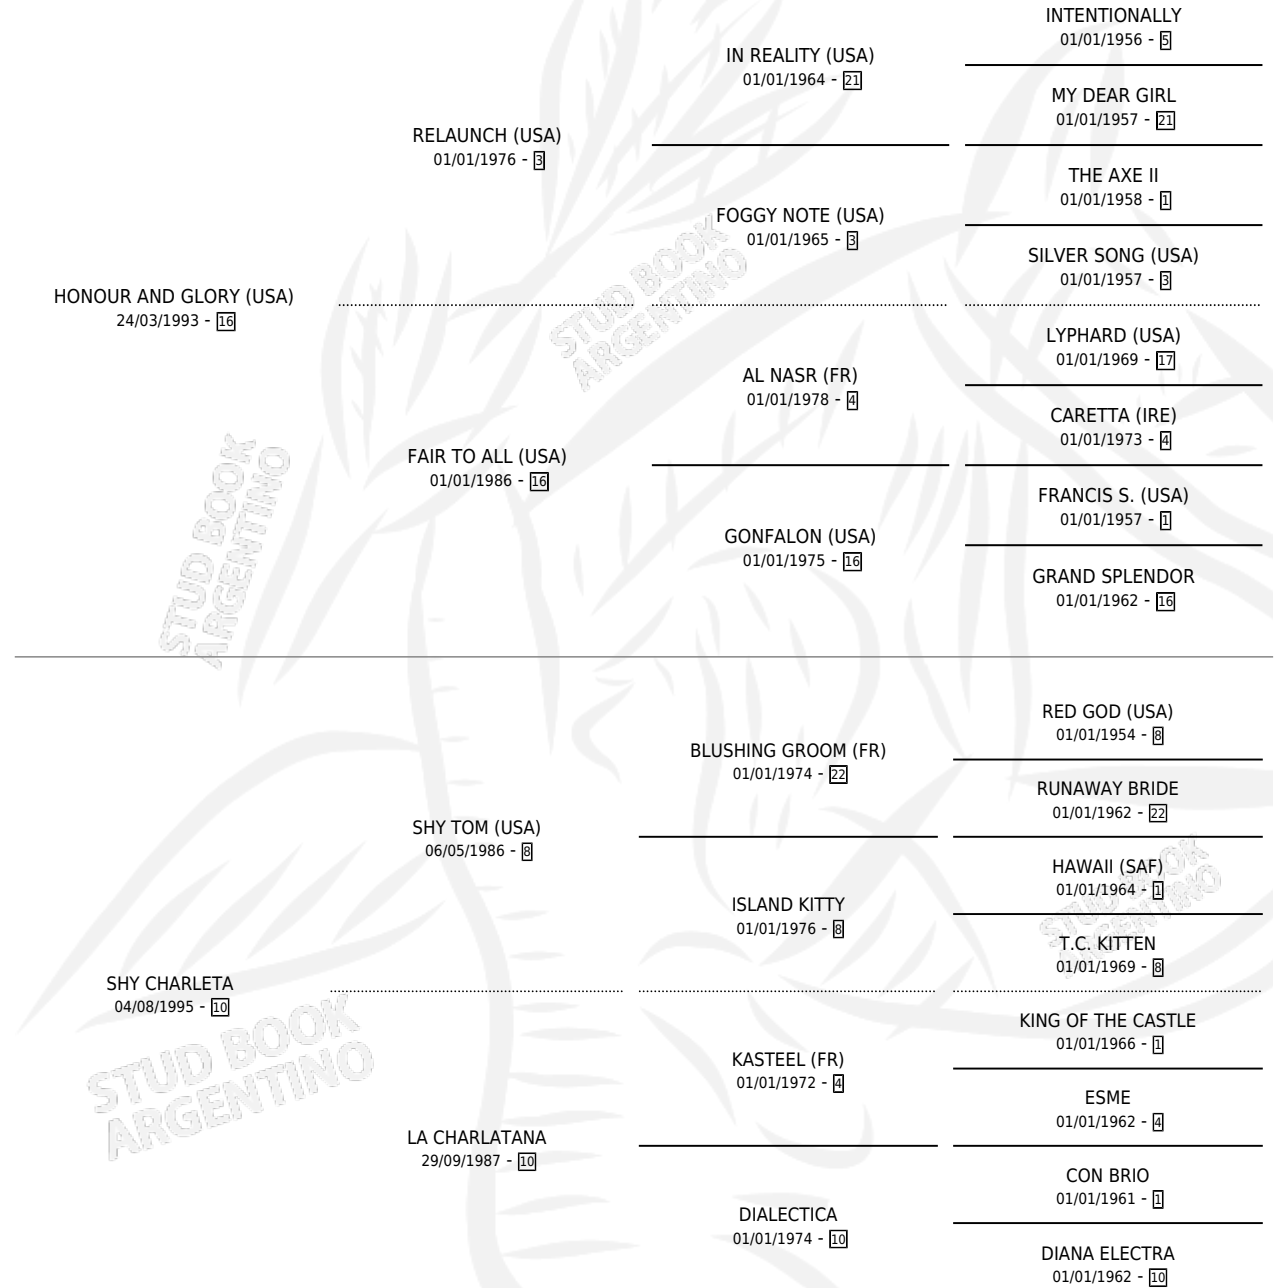 INTENTIONALLY
01/01/1956 - 5
IN REALITY (USA)
01/01/1964 - 21
MY DEAR GIRL
01/01/1957 - 21
RELAUNCH (USA)
01/01/1976 - 3
THE AXE II
01/01/1958 - 1
FOGGY NOTE (USA)
01/01/1965 - 3
SILVER SONG (USA)
01/01/1957 - 3
HONOUR AND GLORY (USA)
24/03/1993 - 16
LYPHARD (USA)
01/01/1969 - 17
AL NASR (FR)
01/01/1978 - 4
CARETTA (IRE)
01/01/1973 - 4
FAIR TO ALL (USA)
01/01/1986 - 16
FRANCIS S. (USA)
01/01/1957 - 1
GONFALON (USA)
01/01/1975 - 16
GRAND SPLENDOR
01/01/1962 - 16
RED GOD (USA)
01/01/1954 - 8
BLUSHING GROOM (FR)
01/01/1974 - 22
RUNAWAY BRIDE
01/01/1962 - 22
SHY TOM (USA)
06/05/1986 - 8
HAWAII (SAF)
01/01/1964 - 1
ISLAND KITTY
01/01/1976 - 8
T.C. KITTEN
01/01/1969 - 8
SHY CHARLETA
04/08/1995 - 10
KING OF THE CASTLE
01/01/1966 - 1
KASTEEL (FR)
01/01/1972 - 4
ESME
01/01/1962 - 4
LA CHARLATANA
29/09/1987 - 10
CON BRIO
01/01/1961 - 1
DIALECTICA
01/01/1974 - 10
DIANA ELECTRA
01/01/1962 - 10
STUD BOOK
ARGENTINO
STUD BOOK
ARGENTINO
STUD BOOK
ARGENTINO
STUD BOOK
ARGENTINO